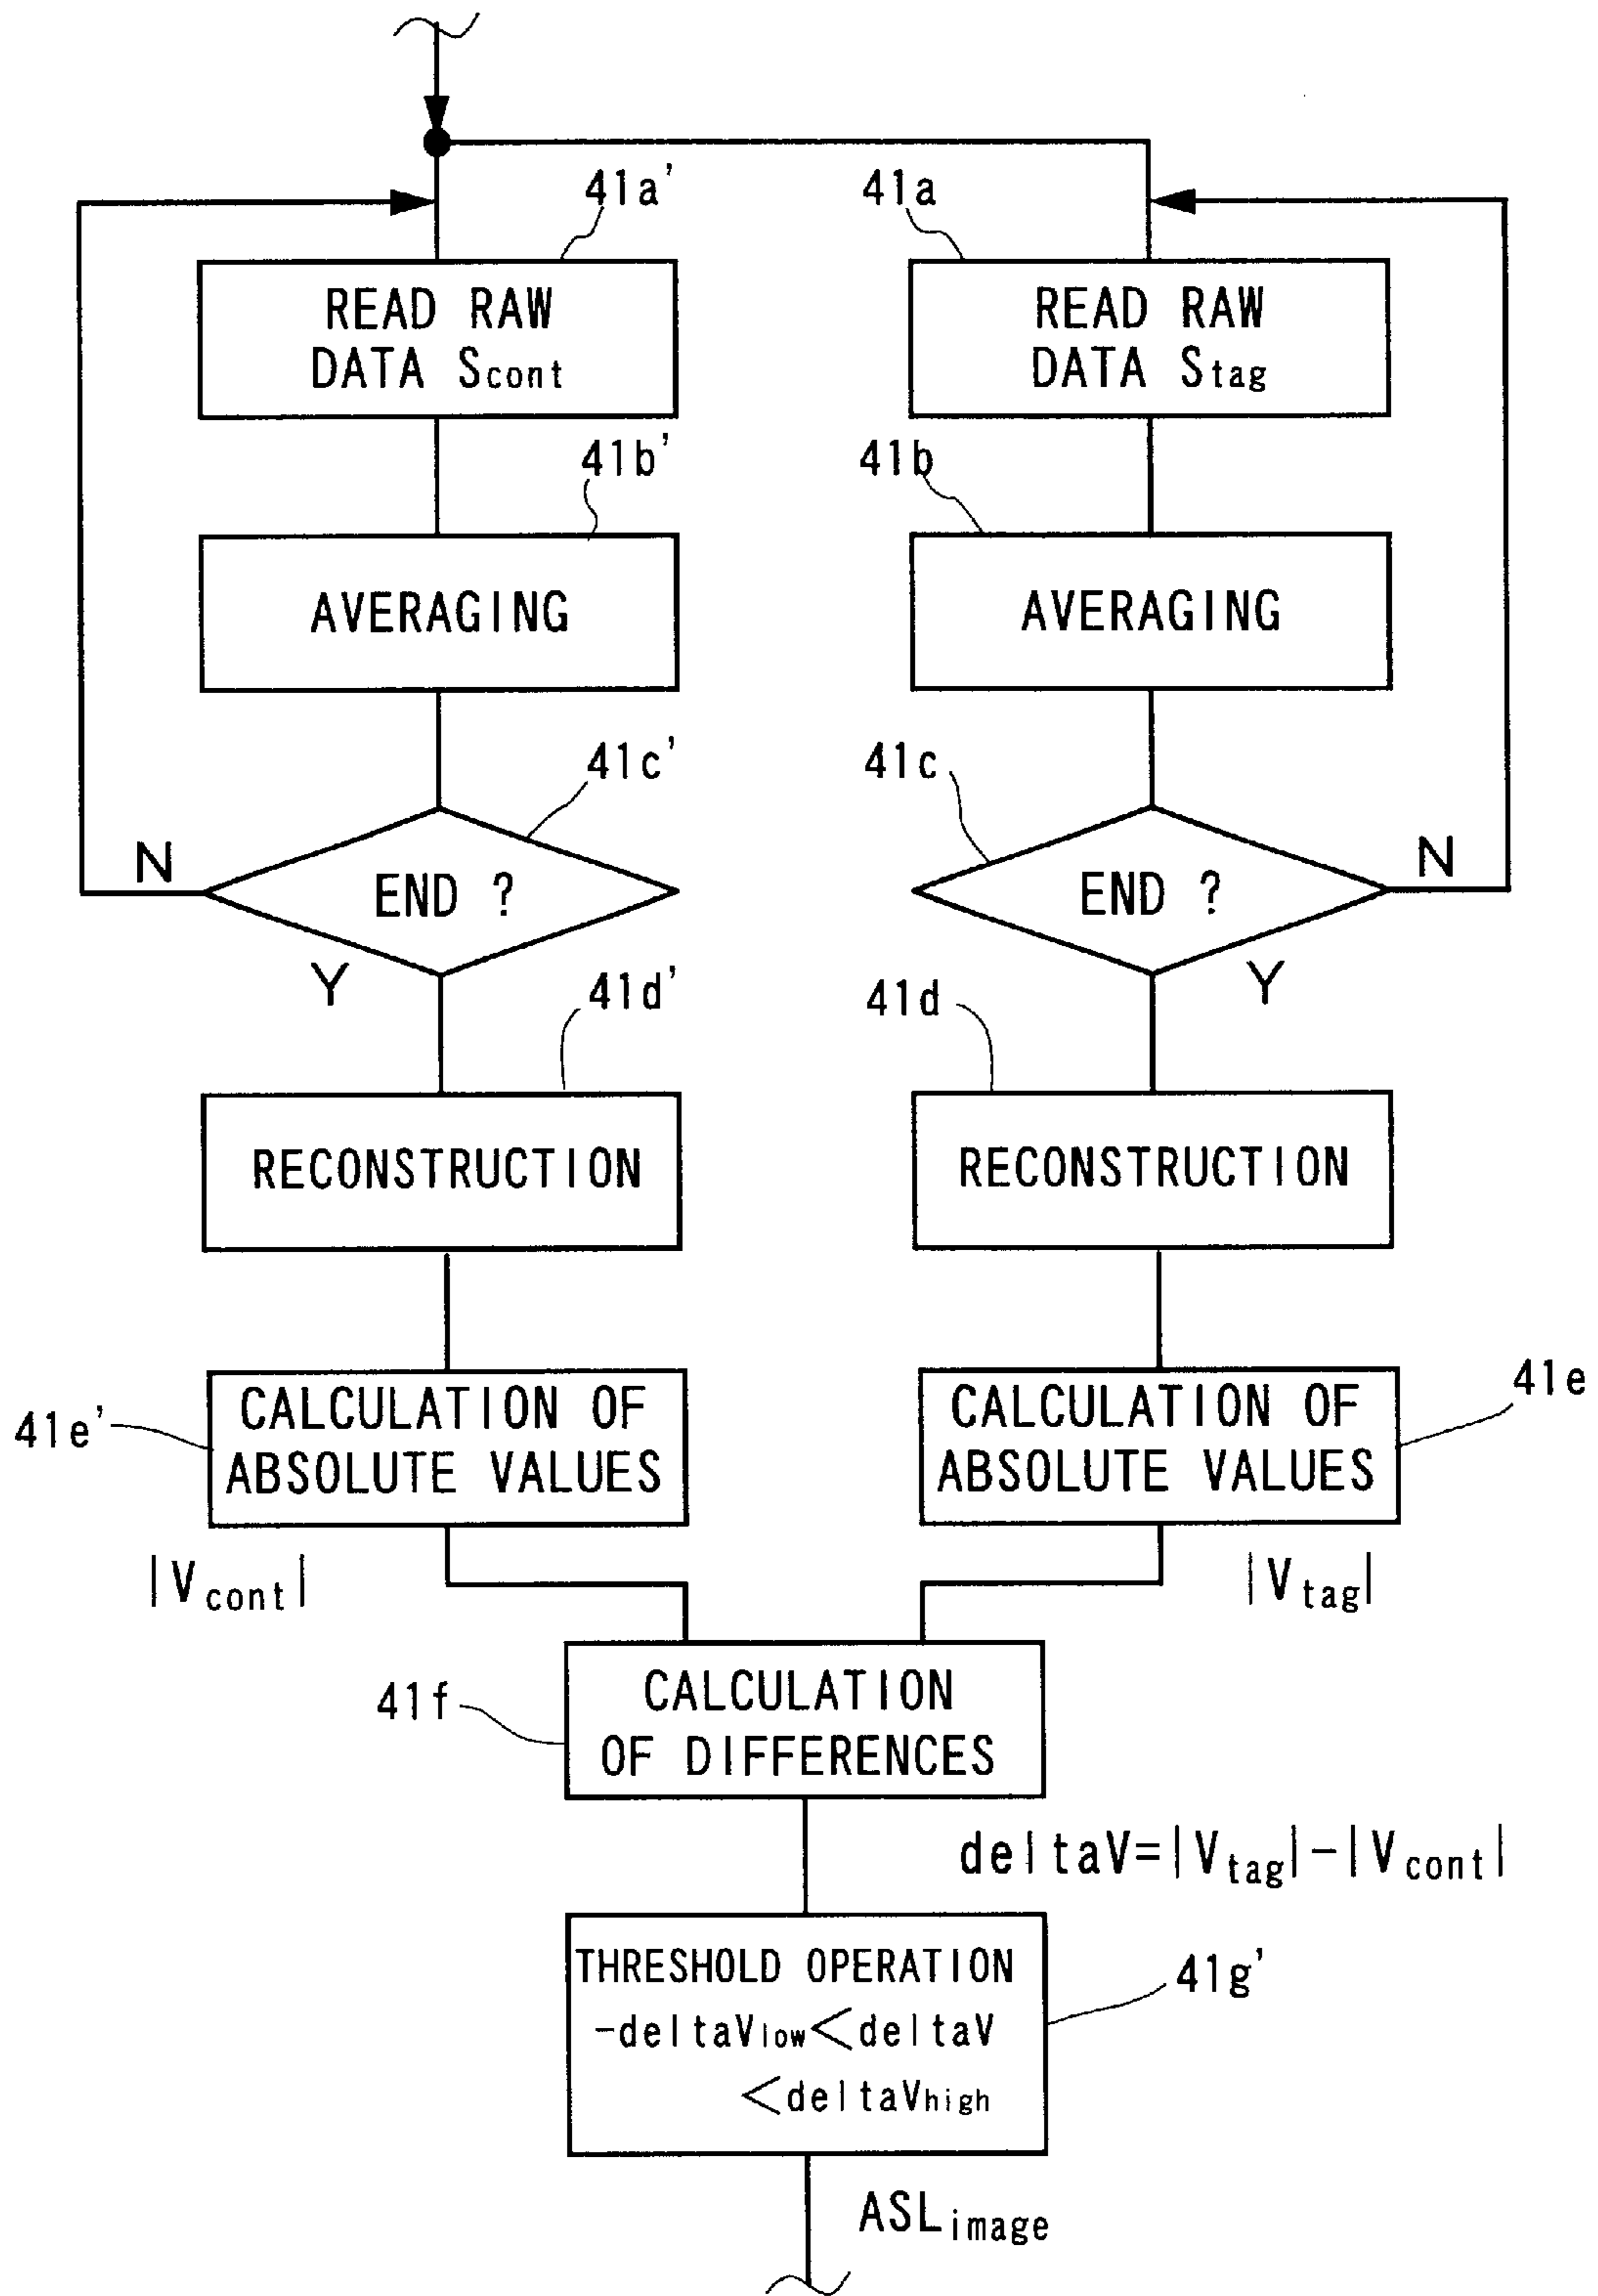 41a' 41a
READ RAW
DATA Scont
READ RAW
DATA Stag
41b' 41b
AVERAGING
AVERAGING
41c' 41c
N
END ?
END ?
N
Y
Y
41d' 41d
RECONSTRUCTION
RECONSTRUCTION
41e'
CALCULATION OF
ABSOLUTE VALUES
CALCULATION OF
ABSOLUTE VALUES
41e
|Vcont|
|Vtag|
41f
CALCULATION
OF DIFFERENCES
deltaV=|Vtag|-|Vcont|
THRESHOLD OPERATION
-deltaVlow<deltaV
<deltaVhigh
41g'
ASLimage